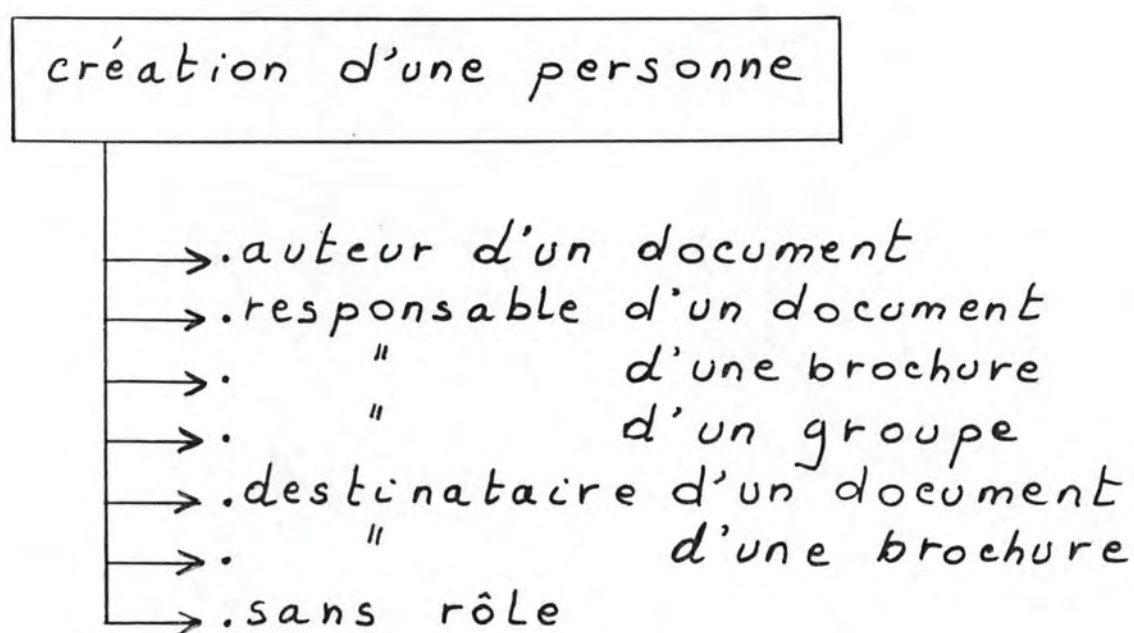 création d'une personne
.auteur d'un document
.responsable d'un document
. " d'une brochure
. " d'un groupe
.destinataire d'un document
. " d'une brochure
.sans rôle